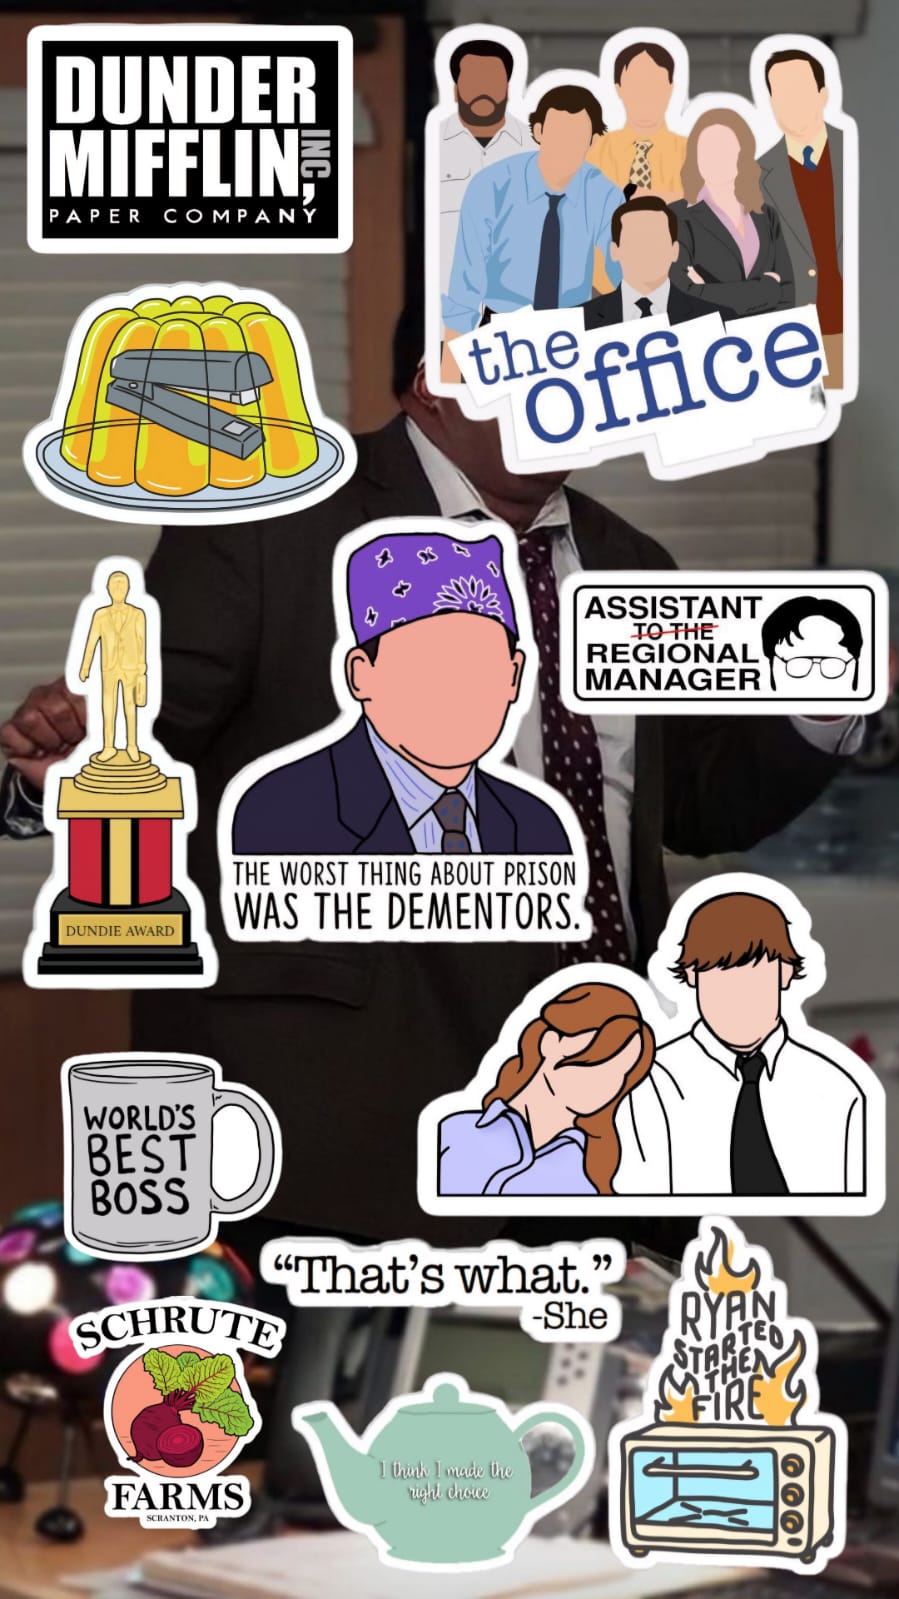 DUNDER
MIFFLIN, INC.
PAPER COMPANY
the
office
ASSISTANT
TO THE
REGIONAL
MANAGER
DUNDIE AWARD
THE WORST THING ABOUT PRISON
WAS THE DEMENTORS.
WORLD'S
BEST
BOSS
“That’s what.”
-She
RYAN
STARTED
THE
FIRE
SCHRUTE
FARMS
SCRANTON, PA
I think I made the
right choice